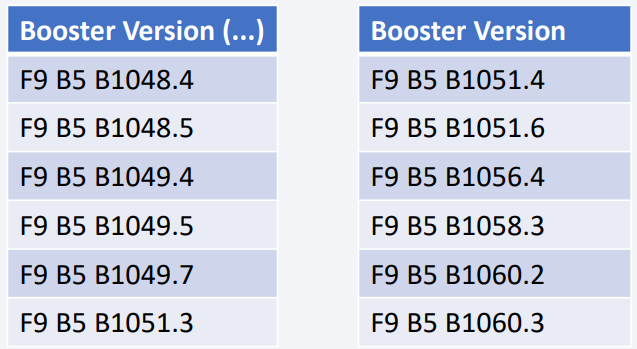 Booster Version (...)
F9 B5 B1048.4
F9 B5 B1048.5
F9 B5 B1049.4
F9 B5 B1049.5
F9 B5 B1049.7
F9 B5 B1051.3
Booster Version
F9 B5 B1051.4
F9 B5 B1051.6
F9 B5 B1056.4
F9 B5 B1058.3
F9 B5 B1060.2
F9 B5 B1060.3